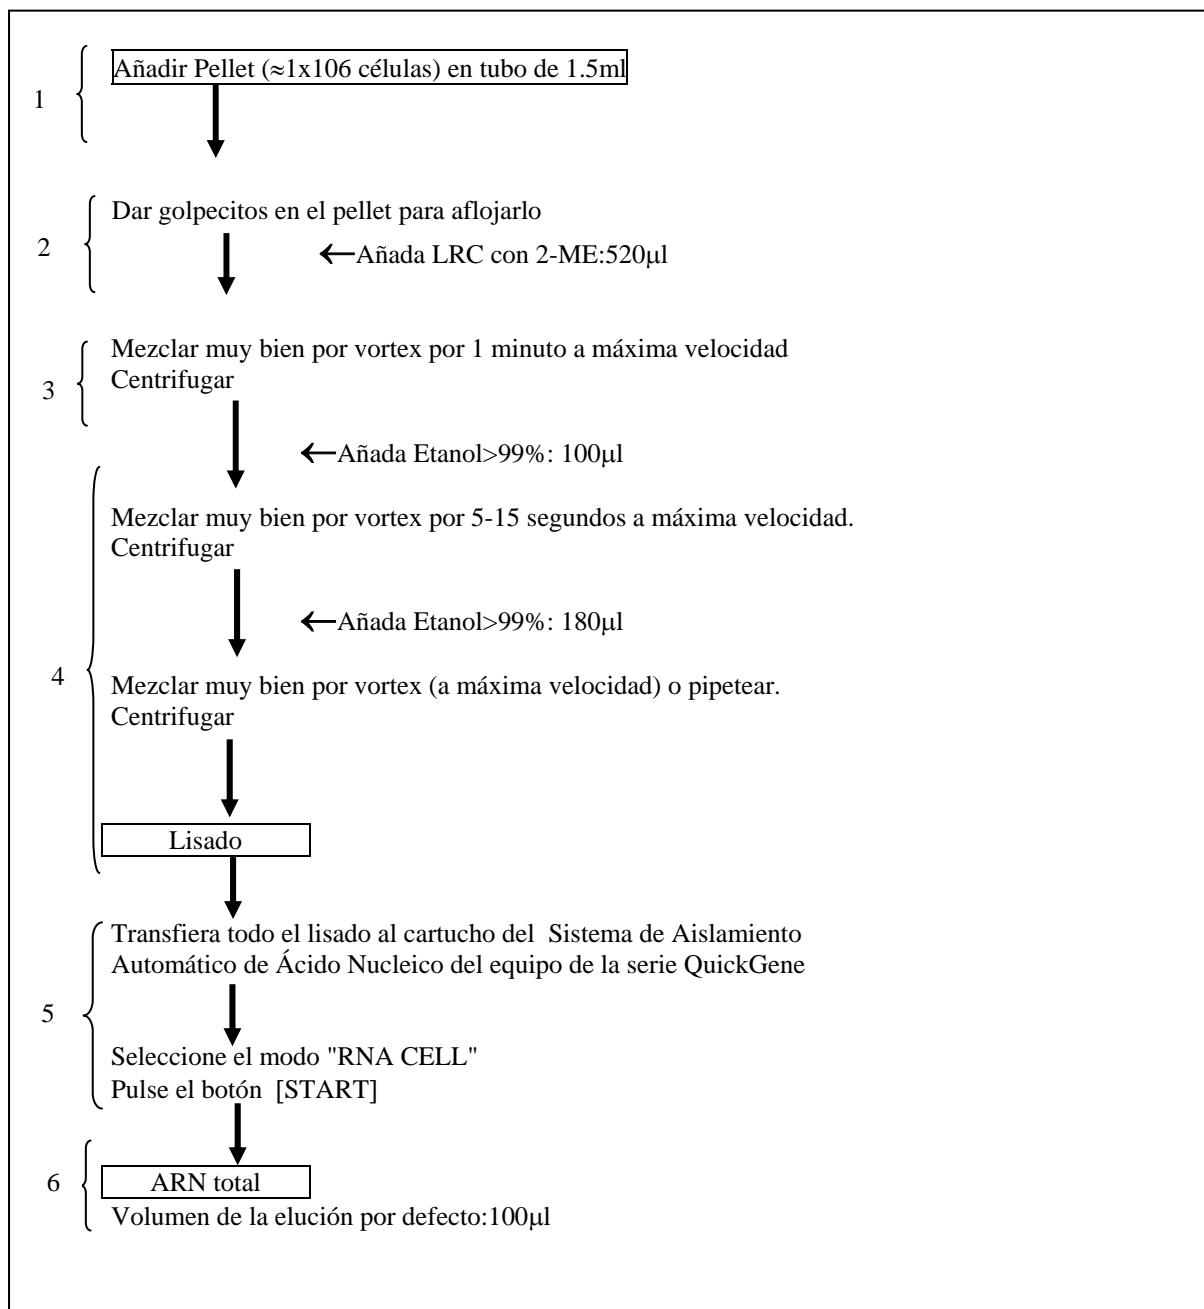 1
Añadir Pellet (≈1x106 células) en tubo de 1.5ml
2
Dar golpecitos en el pellet para aflojarlo
←Añada LRC con 2-ME:520μl
3
Mezclar muy bien por vortex por 1 minuto a máxima velocidad
Centrifugar
←Añada Etanol>99%: 100μl
4
Mezclar muy bien por vortex por 5-15 segundos a máxima velocidad.
Centrifugar
←Añada Etanol>99%: 180μl
Mezclar muy bien por vortex (a máxima velocidad) o pipetear.
Centrifugar
Lisado
5
Transfiera todo el lisado al cartucho del Sistema de Aislamiento
Automático de Ácido Nucleico del equipo de la serie QuickGene
Seleccione el modo "RNA CELL"
Pulse el botón [START]
6
ARN total
Volumen de la elución por defecto:100μl